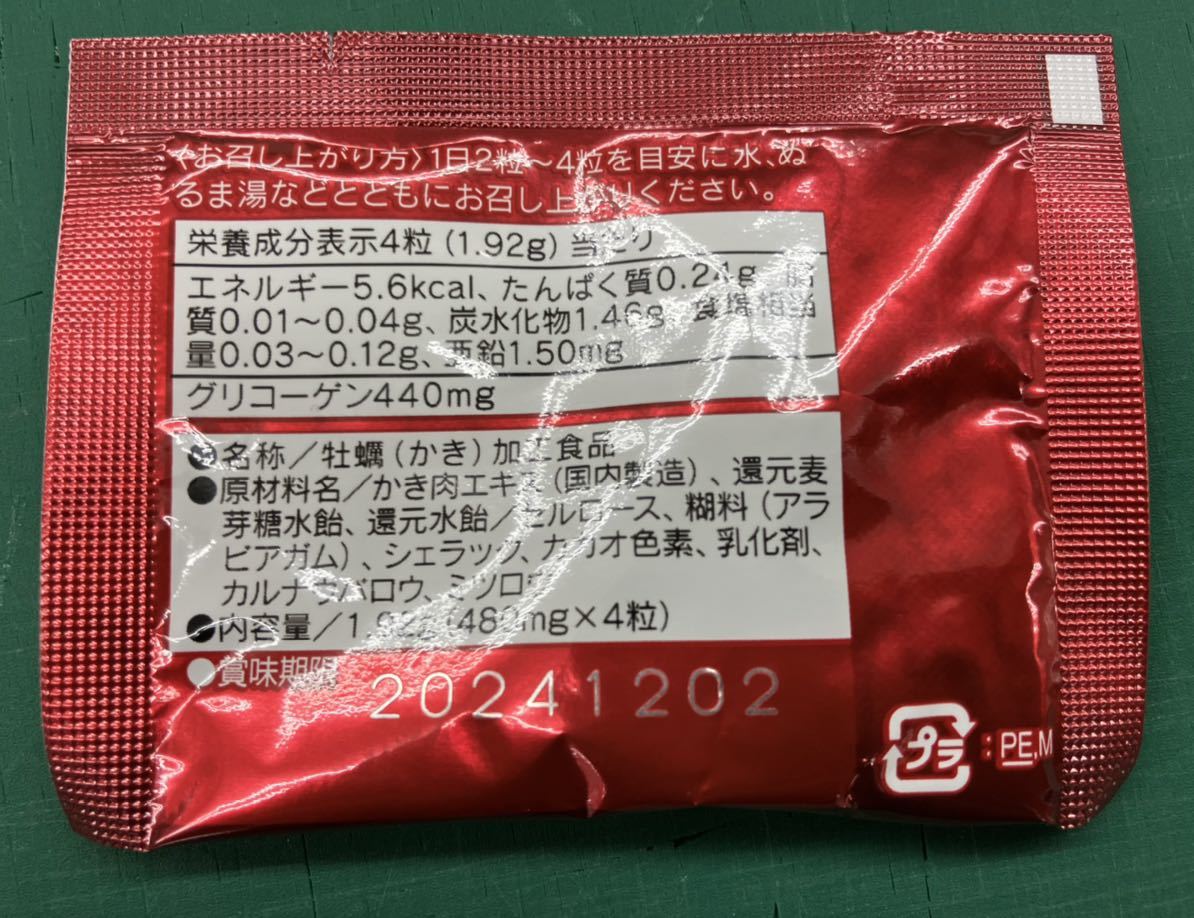 〈お召し上がり方〉1日2粒〜4粒を目安に水、ぬ
るま湯などとともにお召し上がりください。
栄養成分表示4粒(1.92g)当たり
エネルギー5.6kcal、たんぱく質0.24g、脂
質0.01〜0.04g、炭水化物1.46g、食塩相当
量0.03〜0.12g、亜鉛1.50mg
グリコーゲン440mg
●名称/牡蠣(かき)加工食品
●原材料名/かき肉エキス(国内製造)、還元麦
芽糖水飴、還元水飴/セルロース、糊料(アラ
ビアガム)、シェラック、カカオ色素、乳化剤、
カルナウバロウ、ミツロウ
●内容量/1.92g(480mg×4粒)
●賞味期限 20241202
プラ : PE,M